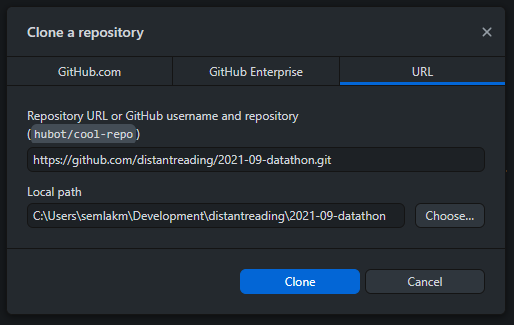 Clone a repository
GitHub.com
GitHub Enterprise
URL
Repository URL or GitHub username and repository
(hubot/cool-repo)
https://github.com/distantreading/2021-09-datathon.git
Local path
C:\Users\semlakm\Development\distantreading\2021-09-datathon
Choose...
Clone
Cancel